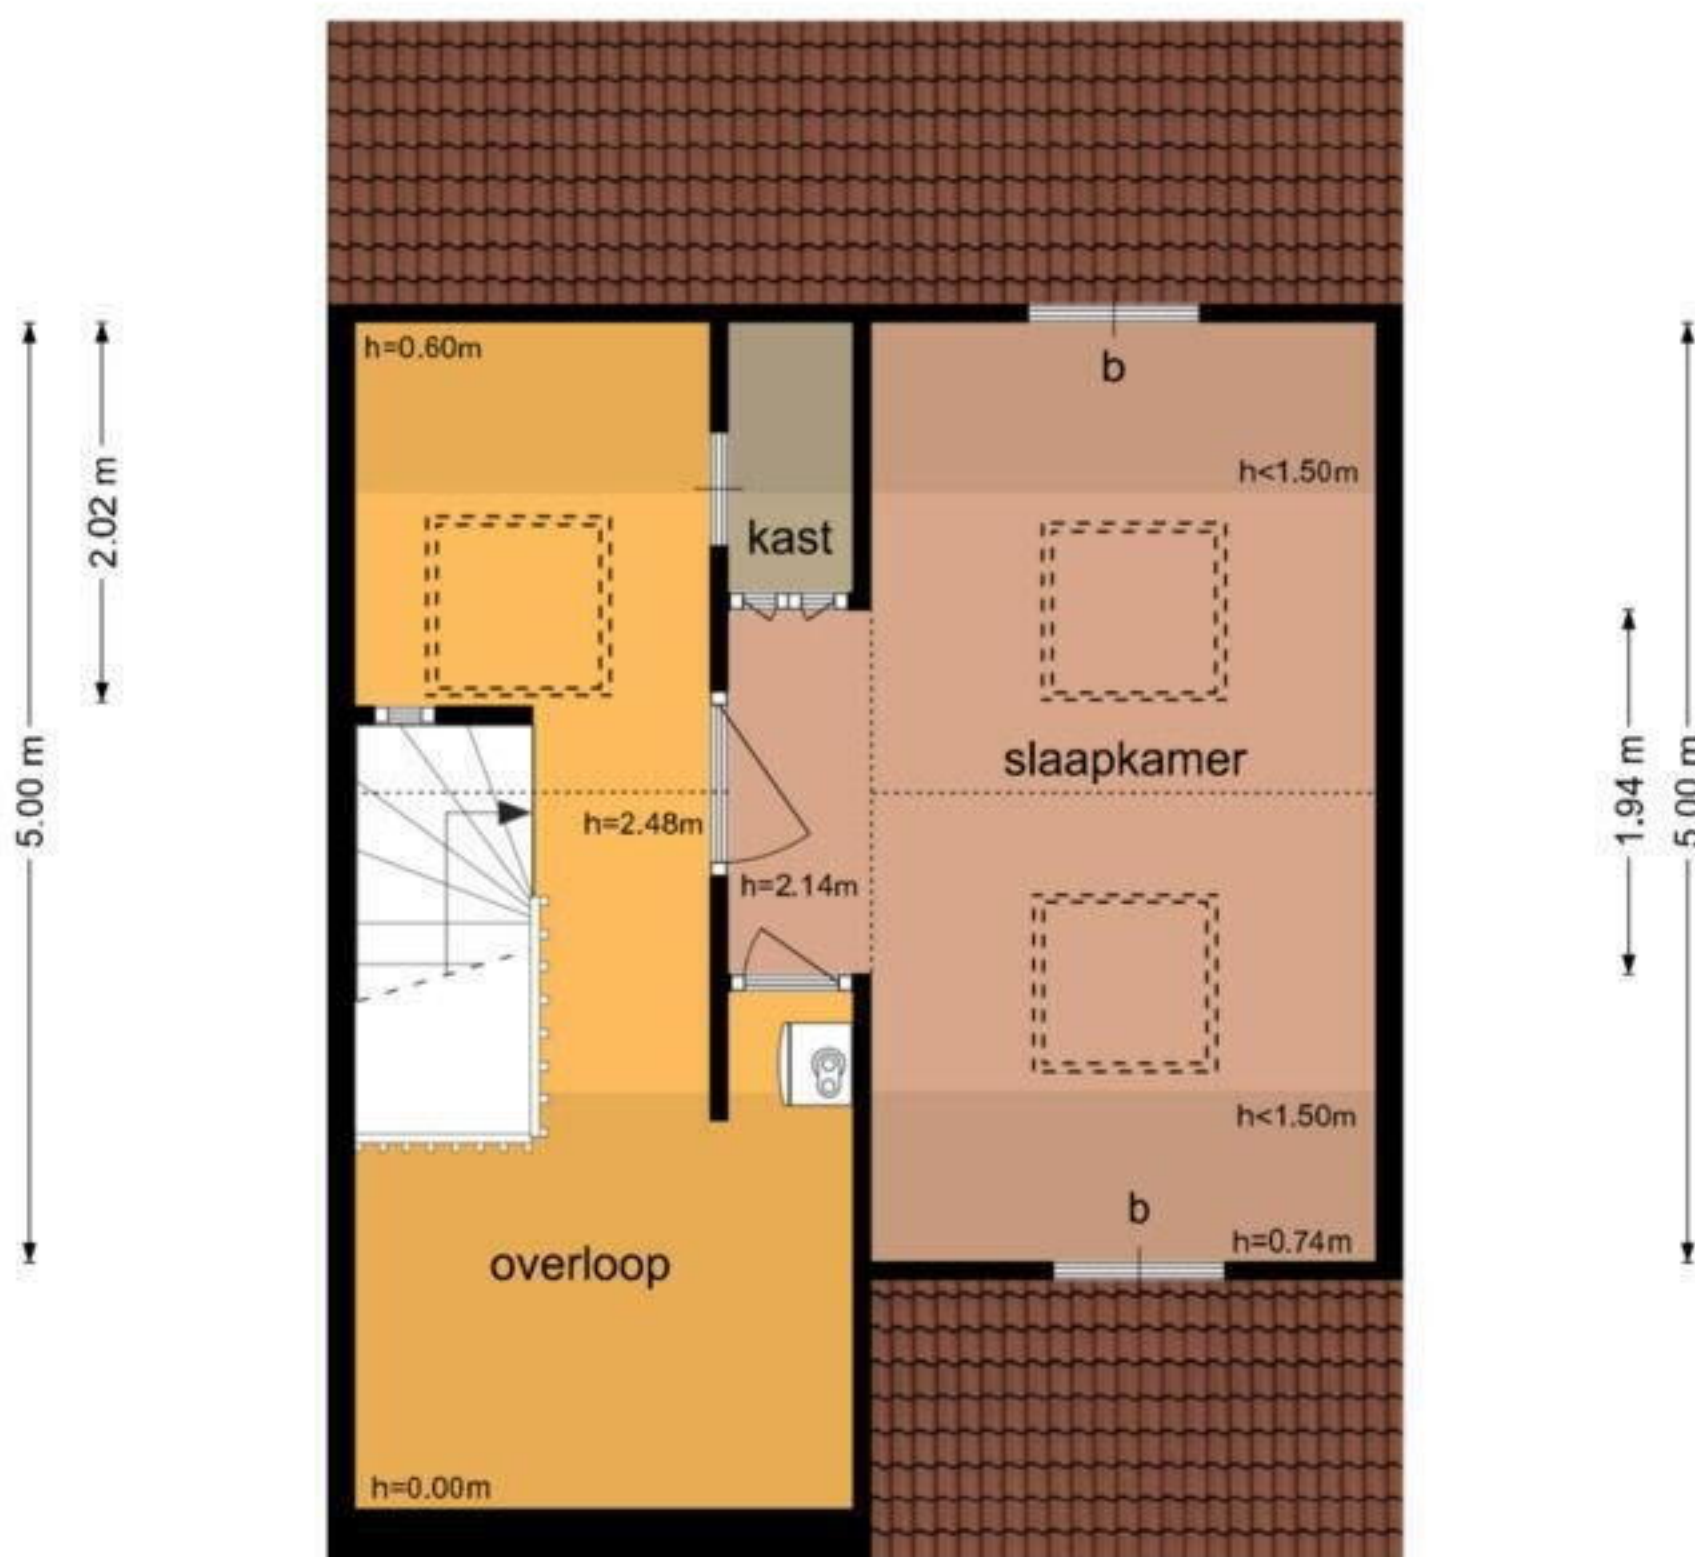 h=0.60m
b
h<1.50m
2.02 m
kast
slaapkamer
5.00 m
1.94 m
5.00 m
h=2.48m
h=2.14m
h<1.50m
b
h=0.74m
overloop
h=0.00m